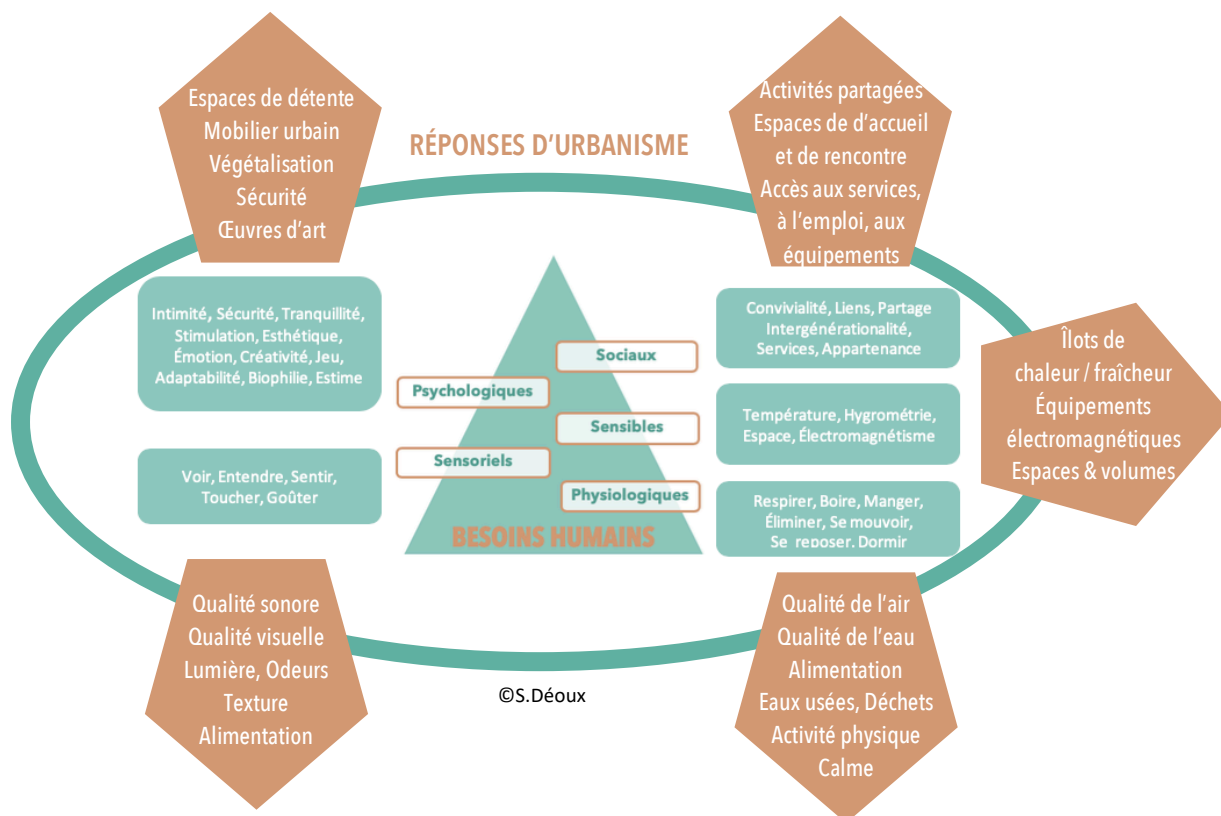 Espaces de détente
Mobilier urbain
Végétalisation
Sécurité
Œuvres d'art
RÉPONSES D'URBANISME
Activités partagées
Espaces de d'accueil
et de rencontre
Accès aux services,
à l'emploi, aux
équipements
Intimité, Sécurité, Tranquillité,
Stimulation, Esthétique,
Émotion, Créativité, Jeu,
Adaptabilité, Biophilie, Estime
Convivialité, Liens, Partage
Intergénérationalité,
Services, Appartenance
Sociaux
Psychologiques
Îlots de
chaleur / fraîcheur
Équipements
électromagnétiques
Espaces & volumes
Température, Hygrométrie,
Espace, Électromagnétisme
Sensibles
Sensoriels
Voir, Entendre, Sentir,
Toucher, Goûter
Physiologiques
Respirer, Boire, Manger,
Éliminer, Se mouvoir,
Se reposer, Dormir
BESOINS HUMAINS
Qualité sonore
Qualité visuelle
Lumière, Odeurs
Texture
Alimentation
©S.Déoux
Qualité de l'air
Qualité de l'eau
Alimentation
Eaux usées, Déchets
Activité physique
Calme